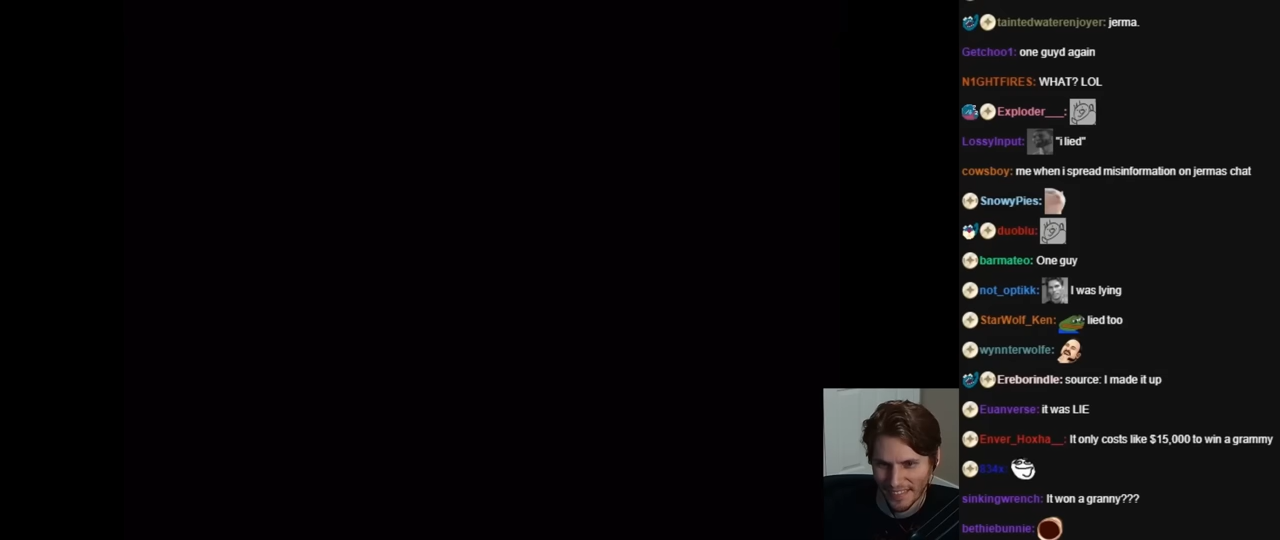 taintedwaterenjoyer: jerma.
Getchoo1: one guyd again
N1GHTFIRES: WHAT? LOL
Exploder___:
LossyInput: "i lied"
cowsboy: me when i spread misinformation on jermas chat
SnowyPies:
duoblu:
barmateo: One guy
not_optikk: I was lying
StarWolf_Ken: lied too
wynnterwolfe:
Ereborindle: source: I made it up
Euanverse: it was LIE
Enver_Hoxha__: It only costs like $15,000 to win a grammy
834x:
sinkingwrench: It won a granny???
bethiebunnie: